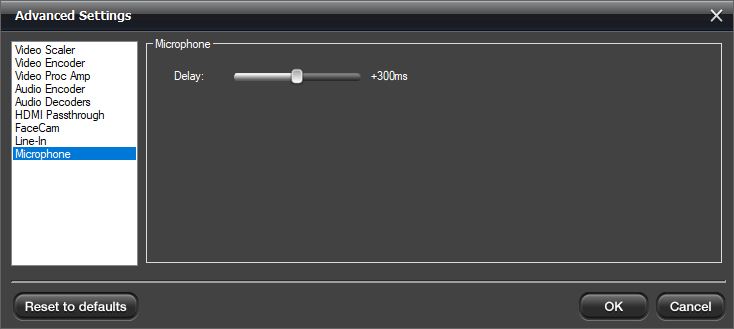 Advanced Settings
Video Scaler
Video Encoder
Video Proc Amp
Audio Encoder
Audio Decoders
HDMI Passthrough
FaceCam
Line-In
Microphone
Microphone
Delay: +300ms
Reset to defaults OK Cancel